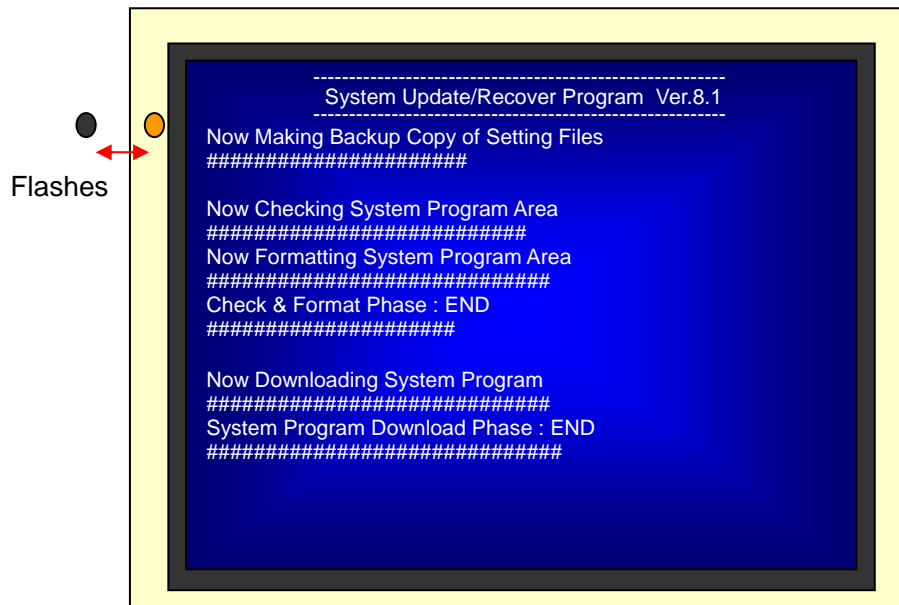 ----------------------------------------------------------
System Update/Recover Program  Ver.8.1
----------------------------------------------------------
Now Making Backup Copy of Setting Files
######################
Flashes
Now Checking System Program Area
###########################
Now Formatting System Program Area
#############################
Check & Format Phase : END
#####################
Now Downloading System Program
#############################
System Program Download Phase : END
##############################